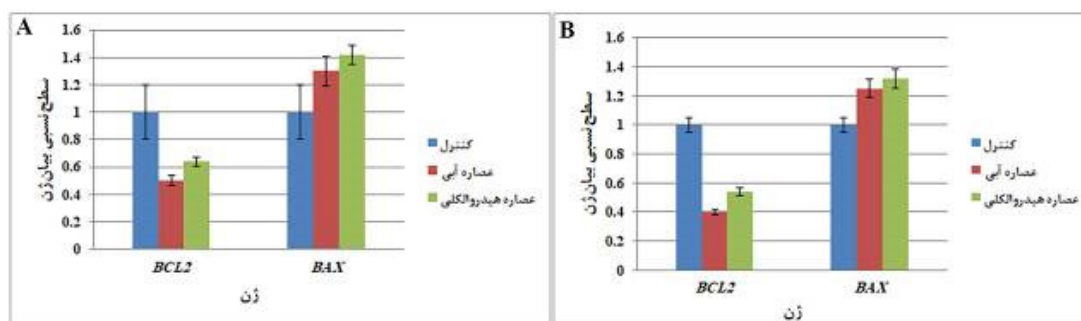 A
سطح نسبی بیان ژن
1.6
1.4
1.2
1
0.8
0.6
0.4
0.2
0
BCL2 BAX
ژن
کنترل
عصاره آبی
عصاره هیدروالکلی
B
سطح نسبی بیان ژن
1.6
1.4
1.2
1
0.8
0.6
0.4
0.2
0
BCL2 BAX
ژن
کنترل
عصاره آبی
عصاره هیدروالکلی